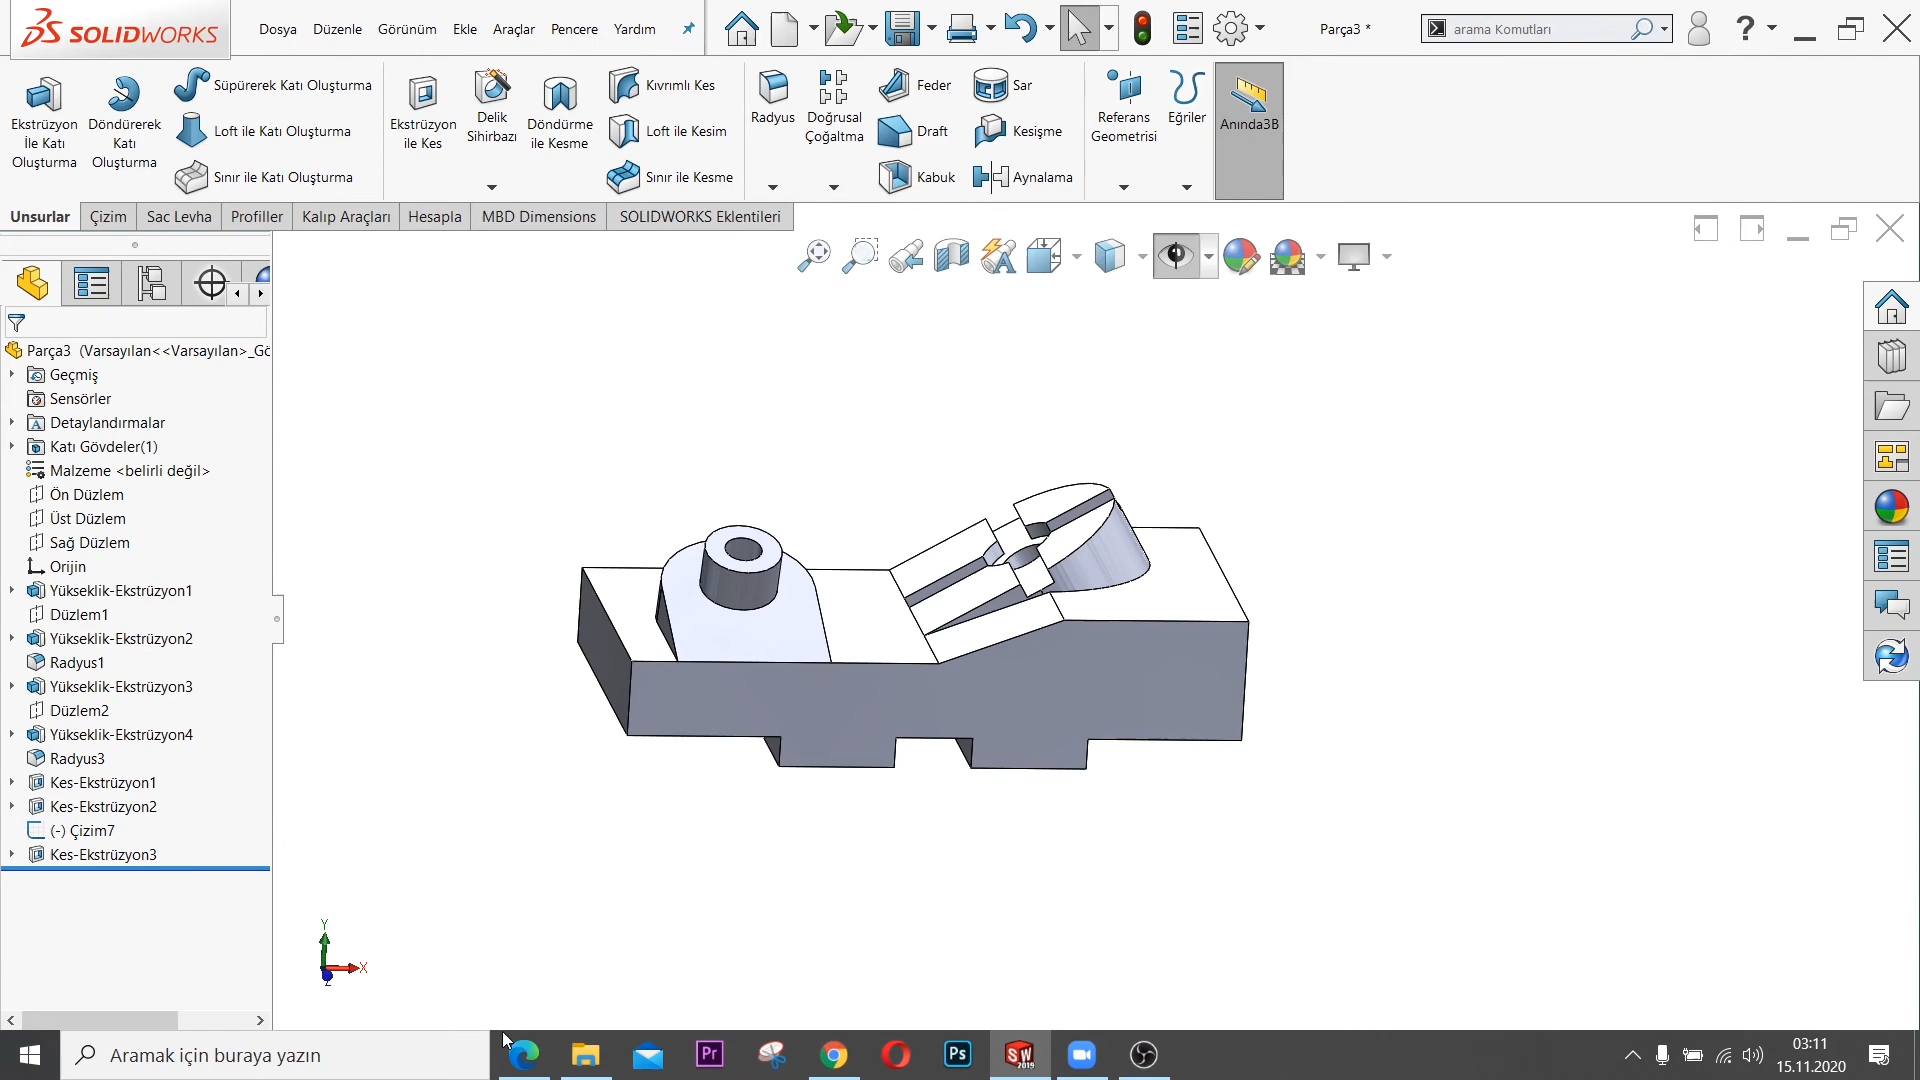 SOLIDWORKS
Dosya Düzenle Görünüm Ekle Araçlar Pencere Yardım
Parça3 *
arama Komutları
?
Ekstrüzyon İle Katı Oluşturma
Döndürerek Katı Oluşturma
Süpürerek Katı Oluşturma
Loft ile Katı Oluşturma
Sınır ile Katı Oluşturma
Ekstrüzyon ile Kes
Delik Sihirbazı
Döndürme ile Kesme
Kıvrımlı Kes
Loft ile Kesim
Sınır ile Kesme
Radyus
Doğrusal Çoğaltma
Feder
Draft
Kabuk
Sar
Kesişme
Aynalama
Referans Geometrisi
Eğriler
Anında3B
Unsurlar Çizim Sac Levha Profiller Kalıp Araçları Hesapla MBD Dimensions SOLIDWORKS Eklentileri
Parça3 (Varsayılan<<Varsayılan>_Gö
Geçmiş
Sensörler
Detaylandırmalar
Katı Gövdeler(1)
Malzeme <belirli değil>
Ön Düzlem
Üst Düzlem
Sağ Düzlem
Orijin
Yükseklik-Ekstrüzyon1
Düzlem1
Yükseklik-Ekstrüzyon2
Radyus1
Yükseklik-Ekstrüzyon3
Düzlem2
Yükseklik-Ekstrüzyon4
Radyus3
Kes-Ekstrüzyon1
Kes-Ekstrüzyon2
(-) Çizim7
Kes-Ekstrüzyon3
Y
X
Z
Aramak için buraya yazın
Pr
Ps
SW
2019
03:11
15.11.2020